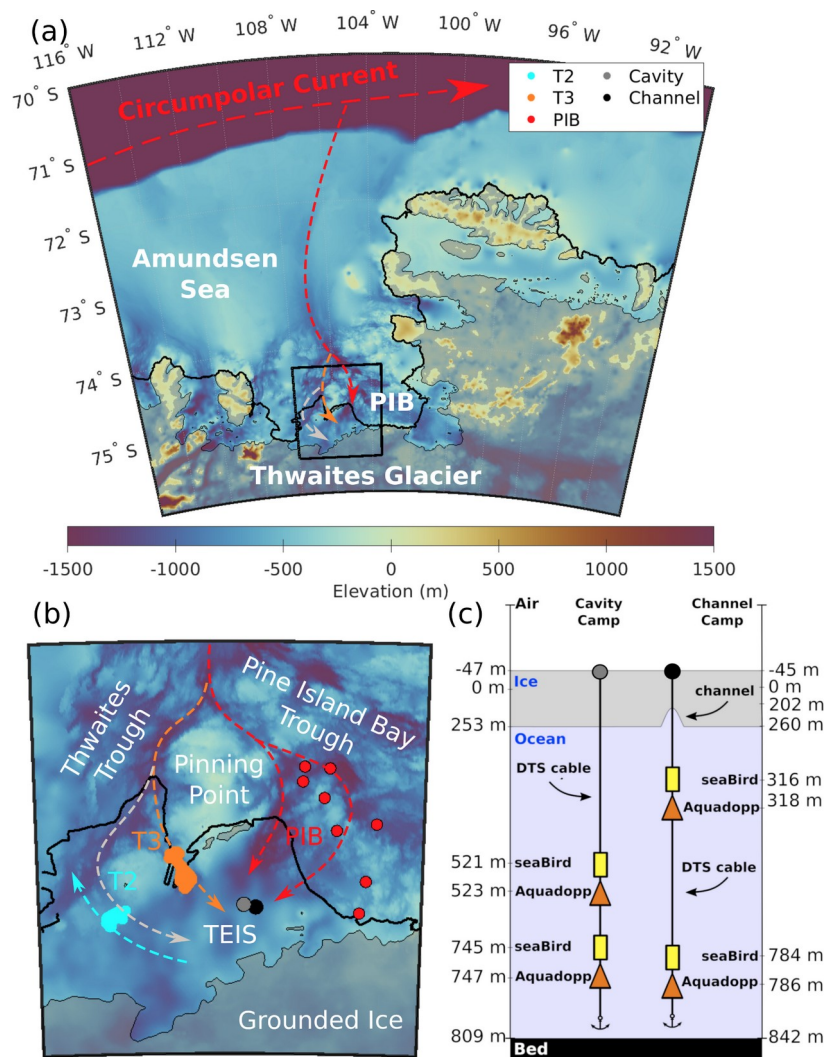 (a)
116° W
112° W
108° W
104° W
100° W
96° W
92° W
70° S
71° S
72° S
73° S
74° S
75° S
Circumpolar Current
T2
T3
PIB
Cavity
Channel
Amundsen
Sea
PIB
Thwaites Glacier
-1500
-1000
-500
0
500
1000
1500
Elevation (m)
(b)
Thwaites
Trough
Pine Island Bay
Trough
Pinning
Point
T3
PIB
T2
TEIS
Grounded Ice
(c)
Air
Cavity
Camp
Channel
Camp
-47 m
0 m
253 m
521 m
523 m
745 m
747 m
809 m
Ice
Ocean
DTS cable
seaBird
Aquadopp
seaBird
Aquadopp
channel
seaBird
Aquadopp
DTS cable
seaBird
Aquadopp
-45 m
0 m
202 m
260 m
316 m
318 m
784 m
786 m
842 m
Bed